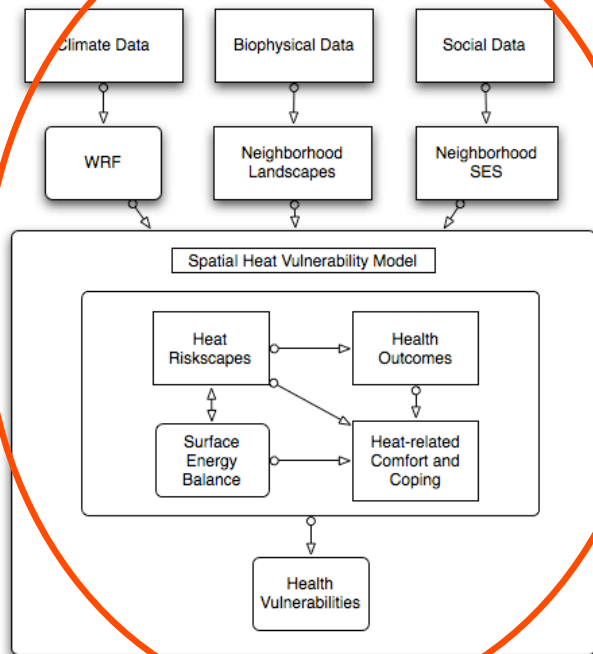 Climate Data
Biophysical Data
Social Data
WRF
Neighborhood
Landscapes
Neighborhood
SES
Spatial Heat Vulnerability Model
Heat
Riskscapes
Health
Outcomes
Surface
Energy
Balance
Heat-related
Comfort and
Coping
Health
Vulnerabilities